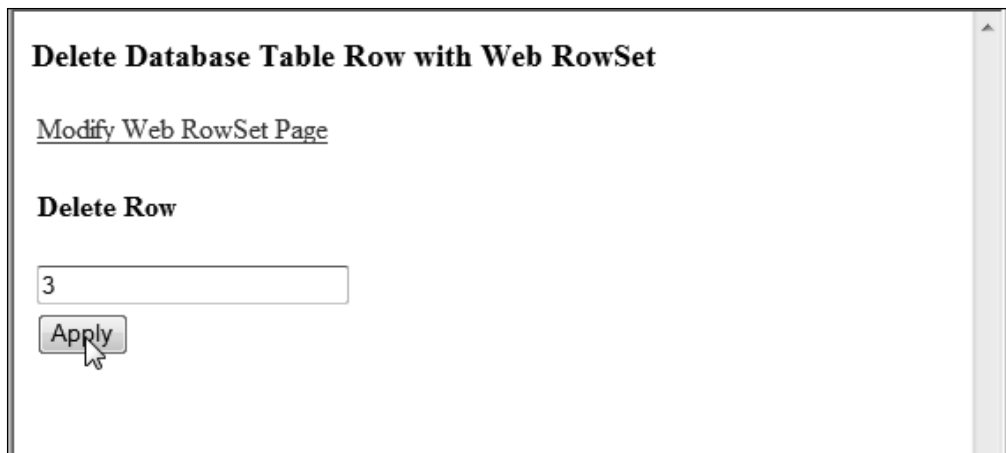 Delete Database Table Row with Web RowSet
Modify Web RowSet Page
Delete Row
3
Apply